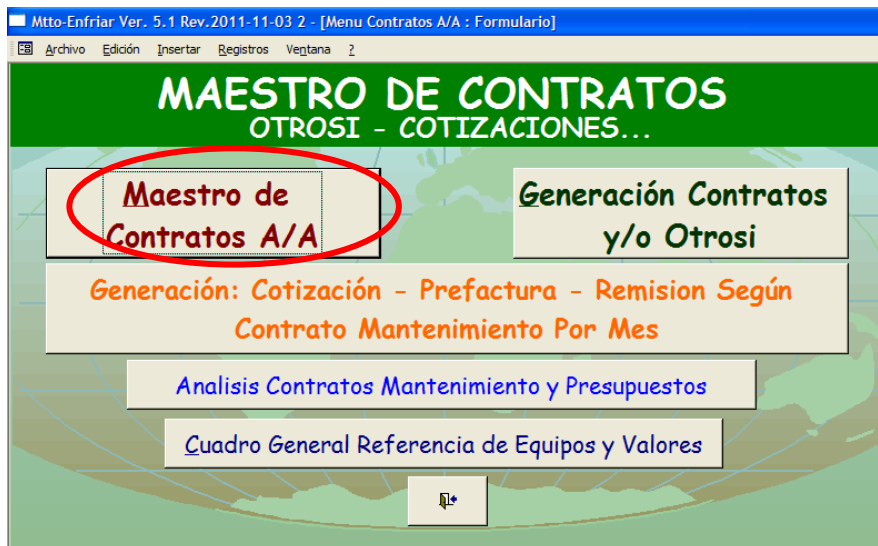 Mtto-Enfriar Ver. 5.1 Rev.2011-11-03 2 - [Menu Contratos A/A : Formulario]
Archivo Edición Insertar Registros Ventana ?
MAESTRO DE CONTRATOS
OTROSI - COTIZACIONES...
Maestro de
Contratos A/A
Generación Contratos
y/o Otrosi
Generación: Cotización - Prefactura - Remision Según
Contrato Mantenimiento Por Mes
Analisis Contratos Mantenimiento y Presupuestos
Cuadro General Referencia de Equipos y Valores